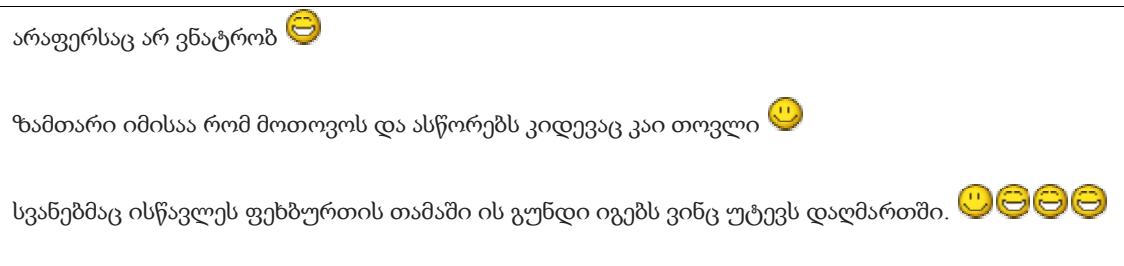 არაფერსაც არ ვნატრობ
ზამთარი იმისაა რომ მოთოვოს და ასწორებს კიდევაც კაი თოვლი
სვანებმაც ისწავლეს ფეხბურთის თამაში ის გუნდი იგებს ვინც უტევს დაღმართში.